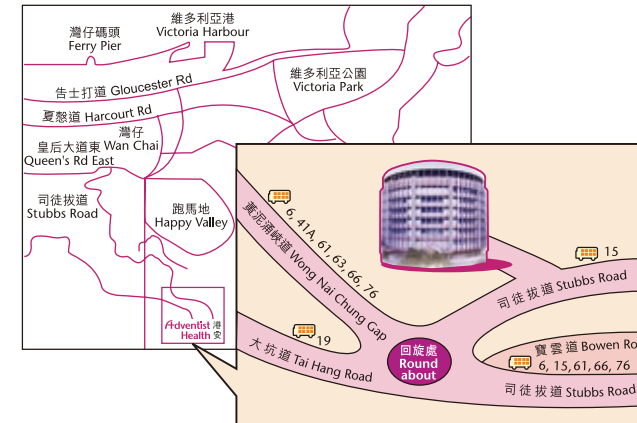 維多利亞港
Victoria Harbour
灣仔碼頭
Ferry Pier
維多利亞公園
Victoria Park
告士打道 Gloucester Rd
夏慤道 Harcourt Rd
灣仔
Wan Chai
皇后大道東
Queen's Rd East
司徒拔道
Stubbs Road
跑馬地
Happy Valley
Adventist 港
Health 安
6, 41A, 61, 63, 66, 76
黃泥涌峽道 Wong Nai Chung Gap
15
司徒拔道 Stubbs Road
19
大坑道 Tai Hang Road
回旋處
Round
about
寶雲道 Bowen Ro
6, 15, 61, 66, 76
司徒拔道 Stubbs Road